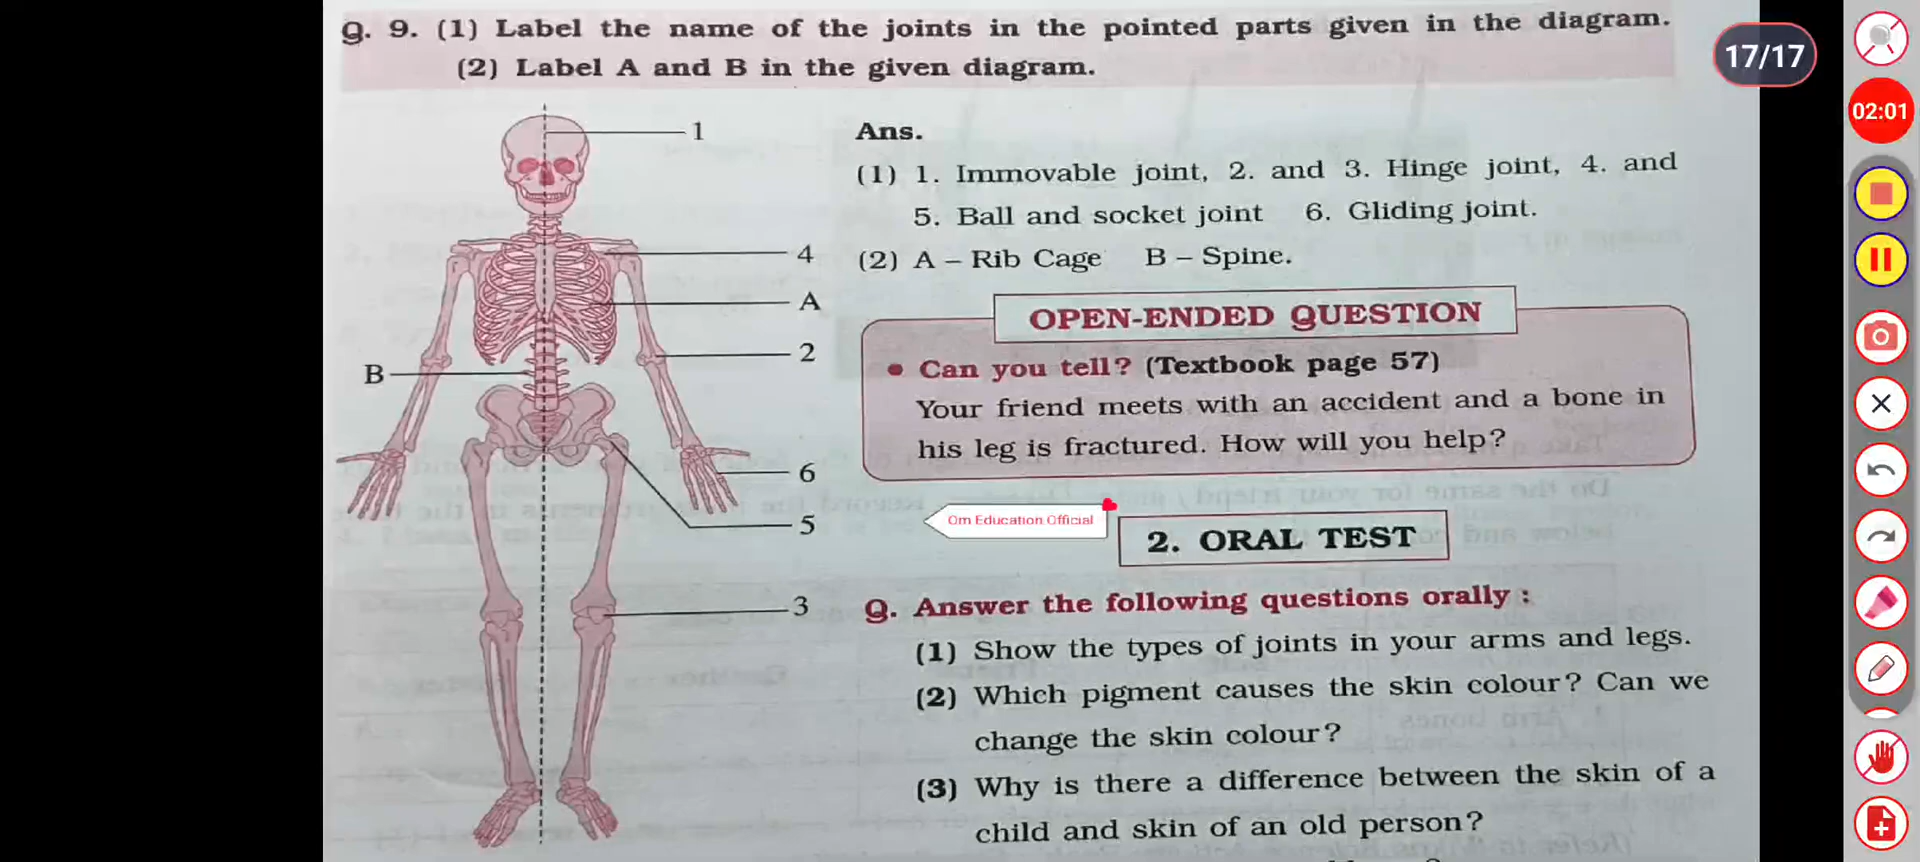 Q. 9. (1) Label the name of the joints in the pointed parts given in the diagram.
(2) Label A and B in the given diagram.
17/17
02:01
1
4
A
2
B
6
5
3
Ans.
(1) 1. Immovable joint, 2. and 3. Hinge joint, 4. and
5. Ball and socket joint 6. Gliding joint.
(2) A – Rib Cage B – Spine.
OPEN-ENDED QUESTION
• Can you tell? (Textbook page 57)
Your friend meets with an accident and a bone in
his leg is fractured. How will you help?
Om Education Official
2. ORAL TEST
Q. Answer the following questions orally :
(1) Show the types of joints in your arms and legs.
(2) Which pigment causes the skin colour? Can we
change the skin colour?
(3) Why is there a difference between the skin of a
child and skin of an old person?